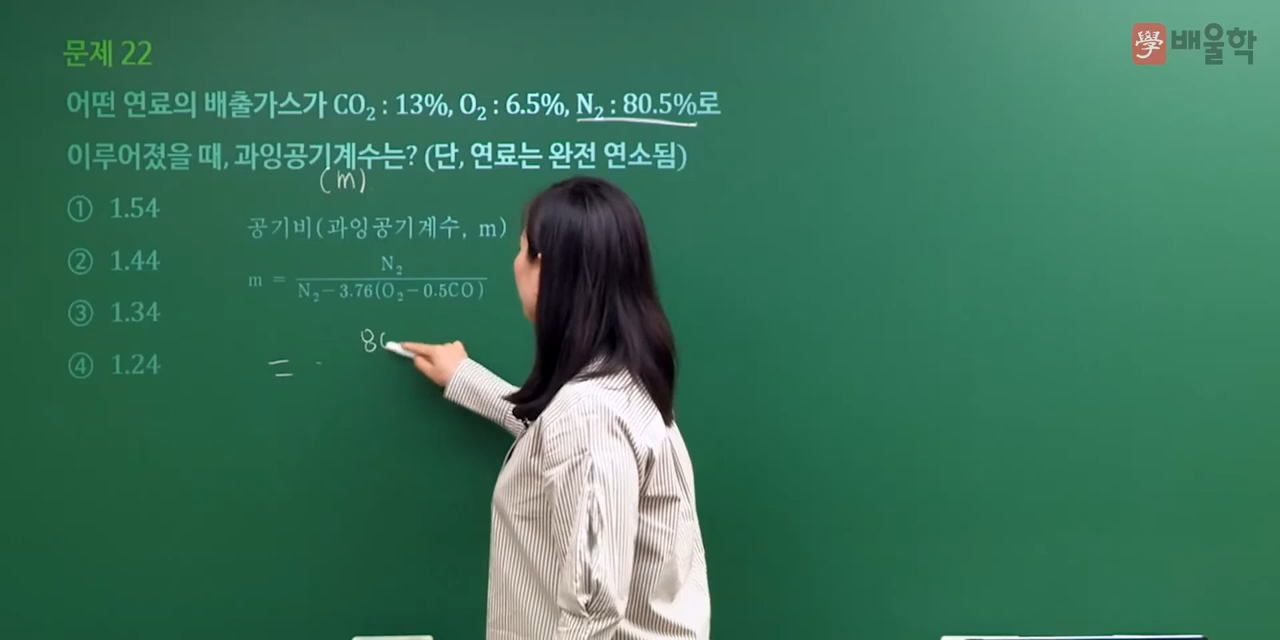 學 배울학
문제 22
어떤 연료의 배출가스가 CO₂ : 13%, O₂ : 6.5%, N₂ : 80.5%로
이루어졌을 때, 과잉공기계수는? (단, 연료는 완전 연소됨)
(m)
① 1.54
② 1.44
③ 1.34
④ 1.24
공기비(과잉공기계수, m)
m = N₂ / N₂-3.76(O₂-0.5CO)
= 8